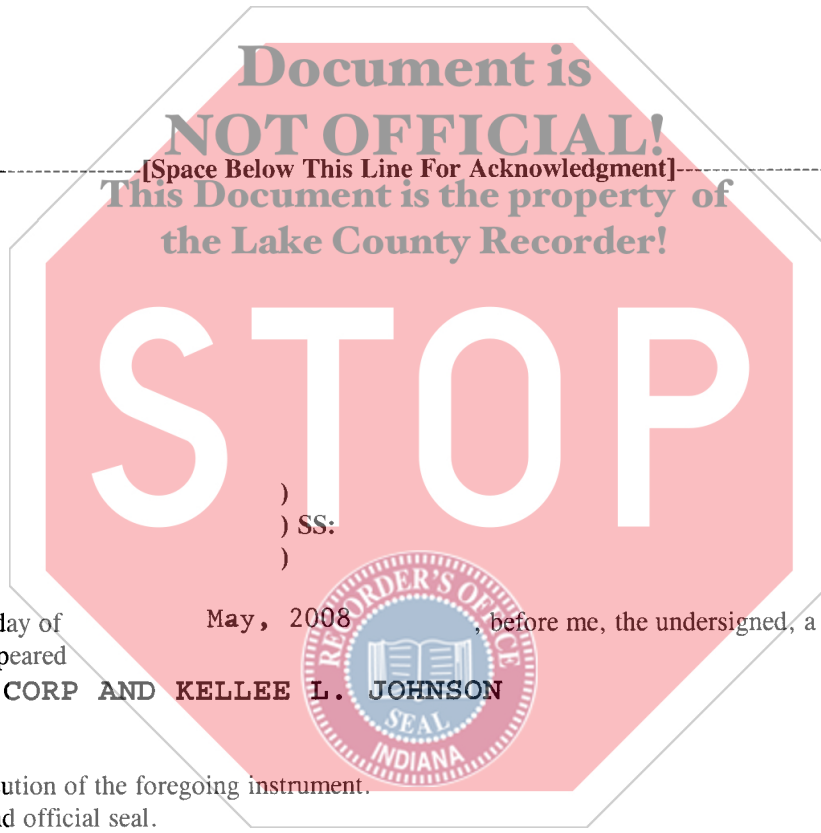 Document is
NOT OFFICIAL!
[Space Below This Line For Acknowledgment]
This Document is the property of
the Lake County Recorder!
STOP
)
) SS:
)
day of May, 2008 , before me, the undersigned, a
peared
CORP AND KELLEE L. JOHNSON
RECORDER'S OFFICE
SEAL
INDIANA
ution of the foregoing instrument.
d official seal.